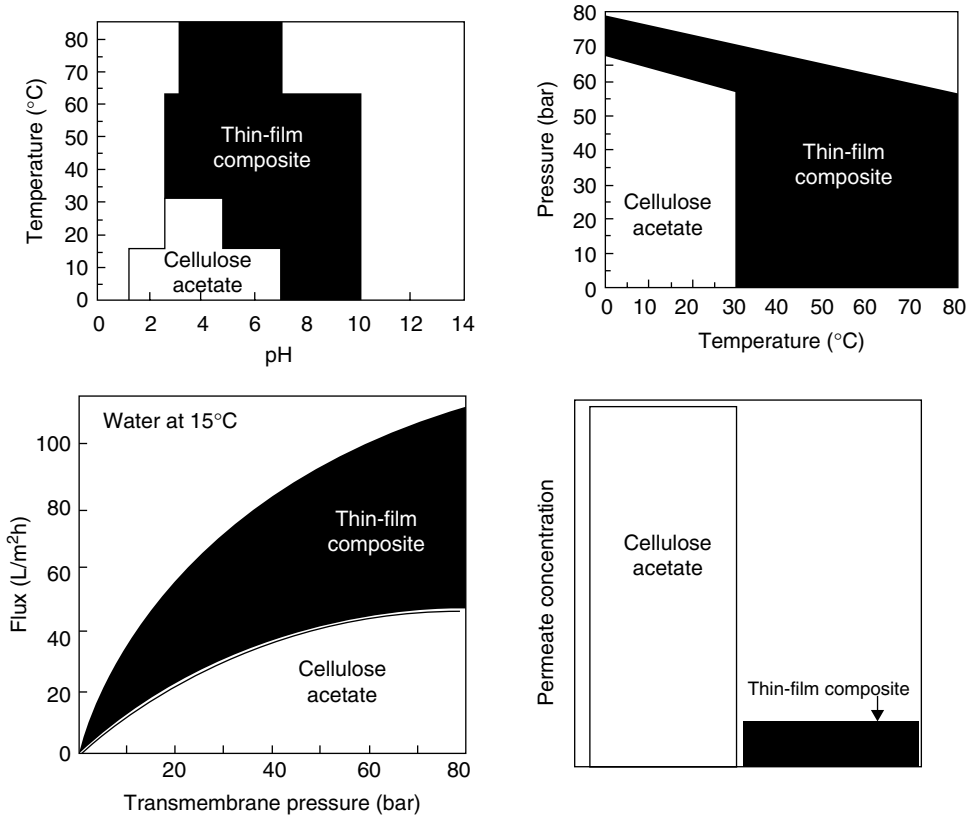 Temperature (°C)
80
70
60
50
40
30
20
10
0
Thin-film
composite
Cellulose
acetate
0 2 4 6 8 10 12 14
pH
Pressure (bar)
80
70
60
50
40
30
20
10
0
Thin-film
composite
Cellulose
acetate
0 10 20 30 40 50 60 70 80
Temperature (°C)
Flux (L/m²h)
Water at 15°C
100
80
60
40
20
0
Thin-film
composite
Cellulose
acetate
20 40 60 80
Transmembrane pressure (bar)
Permeate concentration
Cellulose
acetate
Thin-film composite